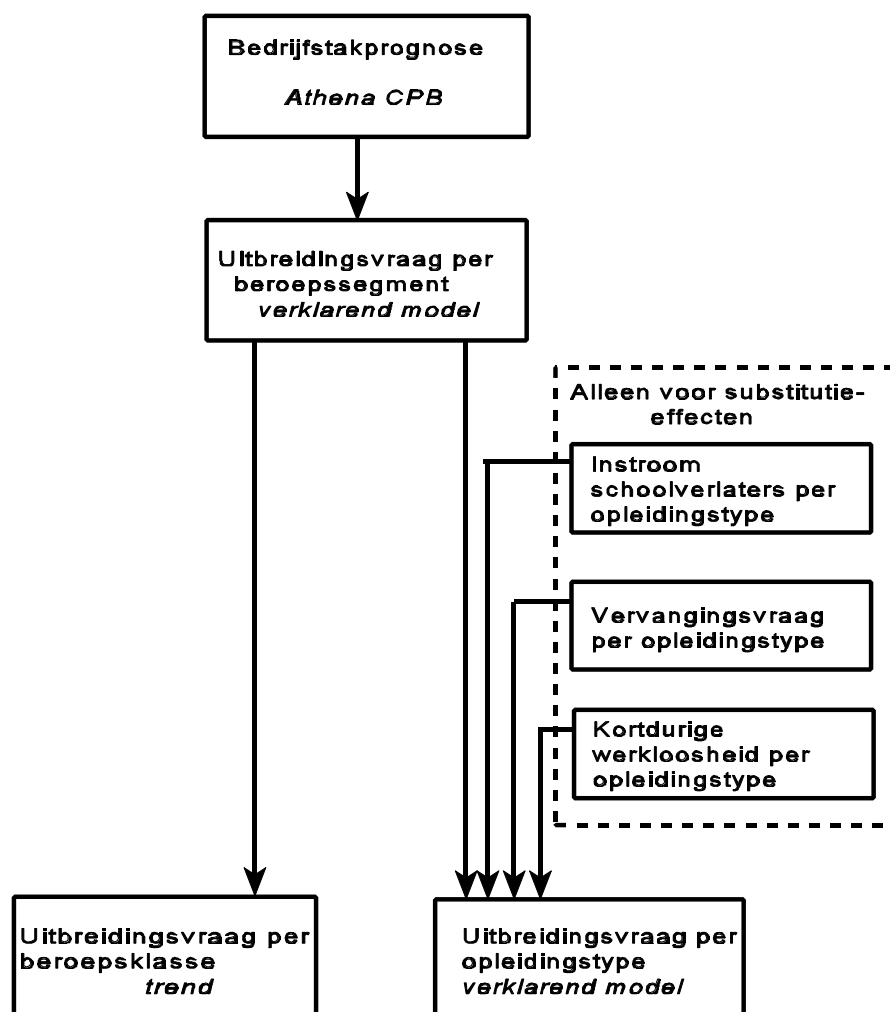 Bedrijfstakprognose
Athena CPB
Uitbreidingsvraag per
beroepssegment
verklarend model
Alleen voor substitutie-
effecten
Instroom
schoolverlaters per
opleidingstype
Vervangingsvraag
per opleidingstype
Kortdurige
werkloosheid per
opleidingstype
Uitbreidingsvraag per
beroepsklasse
trend
Uitbreidingsvraag per
opleidingstype
verklarend model